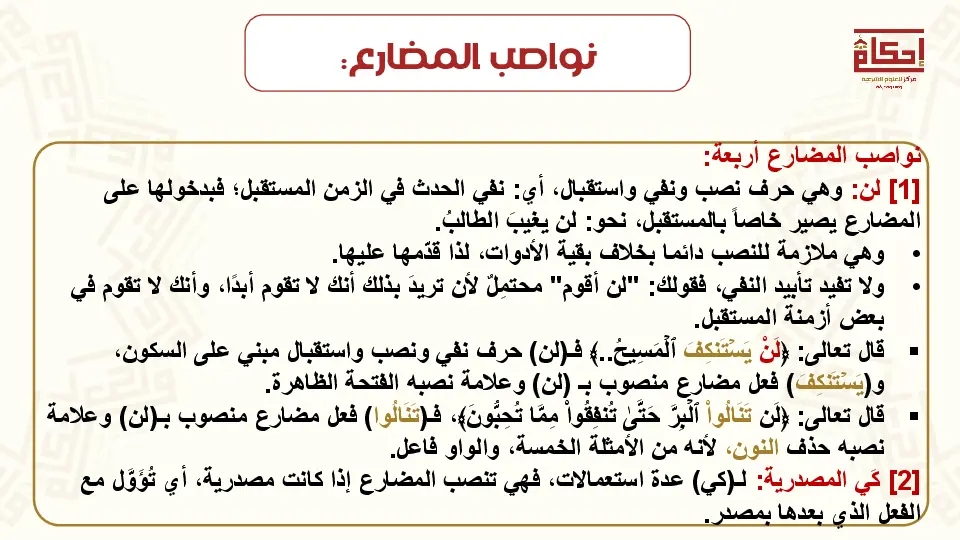 نواصب المضارع:
إحكام
مركز للعلوم الشرعية
نواصب المضارع أربعة:
[1] لن: وهي حرف نصب ونفي واستقبال، أي: نفي الحدث في الزمن المستقبل؛ فبدخولها على
المضارع يصير خاصاً بالمستقبل، نحو: لن يغيبَ الطالبُ.
• وهي ملازمة للنصب دائما بخلاف بقية الأدوات، لذا قدّمها عليها.
• ولا تفيد تأبيد النفي، فقولك: "لن أقوم" محتمِلٌ لأن تريدَ بذلك أنك لا تقوم أبدًا، وأنك لا تقوم في
بعض أزمنة المستقبل.
▪ قال تعالى: ﴿لَنْ يَسْتَنكِفَ ٱلْمَسِيحُ..﴾ فـ(لن) حرف نفي ونصب واستقبال مبني على السكون،
و(يَسْتَنكِفَ) فعل مضارع منصوب بـ (لن) وعلامة نصبه الفتحة الظاهرة.
▪ قال تعالى: ﴿لَن تَنَالُوا۟ ٱلْبِرَّ حَتَّىٰ تُنفِقُوا۟ مِمَّا تُحِبُّونَ﴾، فـ(تَنَالُوا) فعل مضارع منصوب بـ(لن) وعلامة
نصبه حذف النون، لأنه من الأمثلة الخمسة، والواو فاعل.
[2] كَي المصدرية: لـ(كي) عدة استعمالات، فهي تنصب المضارع إذا كانت مصدرية، أي تُؤَوَّل مع
الفعل الذي بعدها بمصدر.